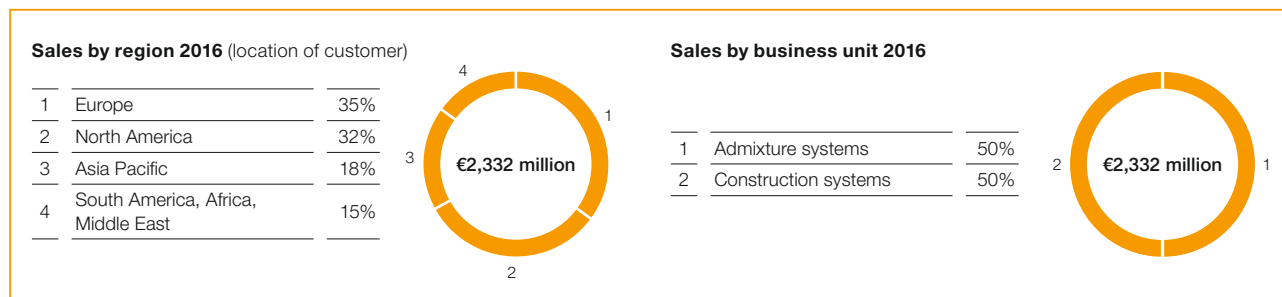 Sales by region 2016 (location of customer)
1 Europe 35%
2 North America 32%
3 Asia Pacific 18%
4 South America, Africa, Middle East 15%
4
1
3
€2,332 million
2
Sales by business unit 2016
1 Admixture systems 50%
2 Construction systems 50%
2
€2,332 million
1